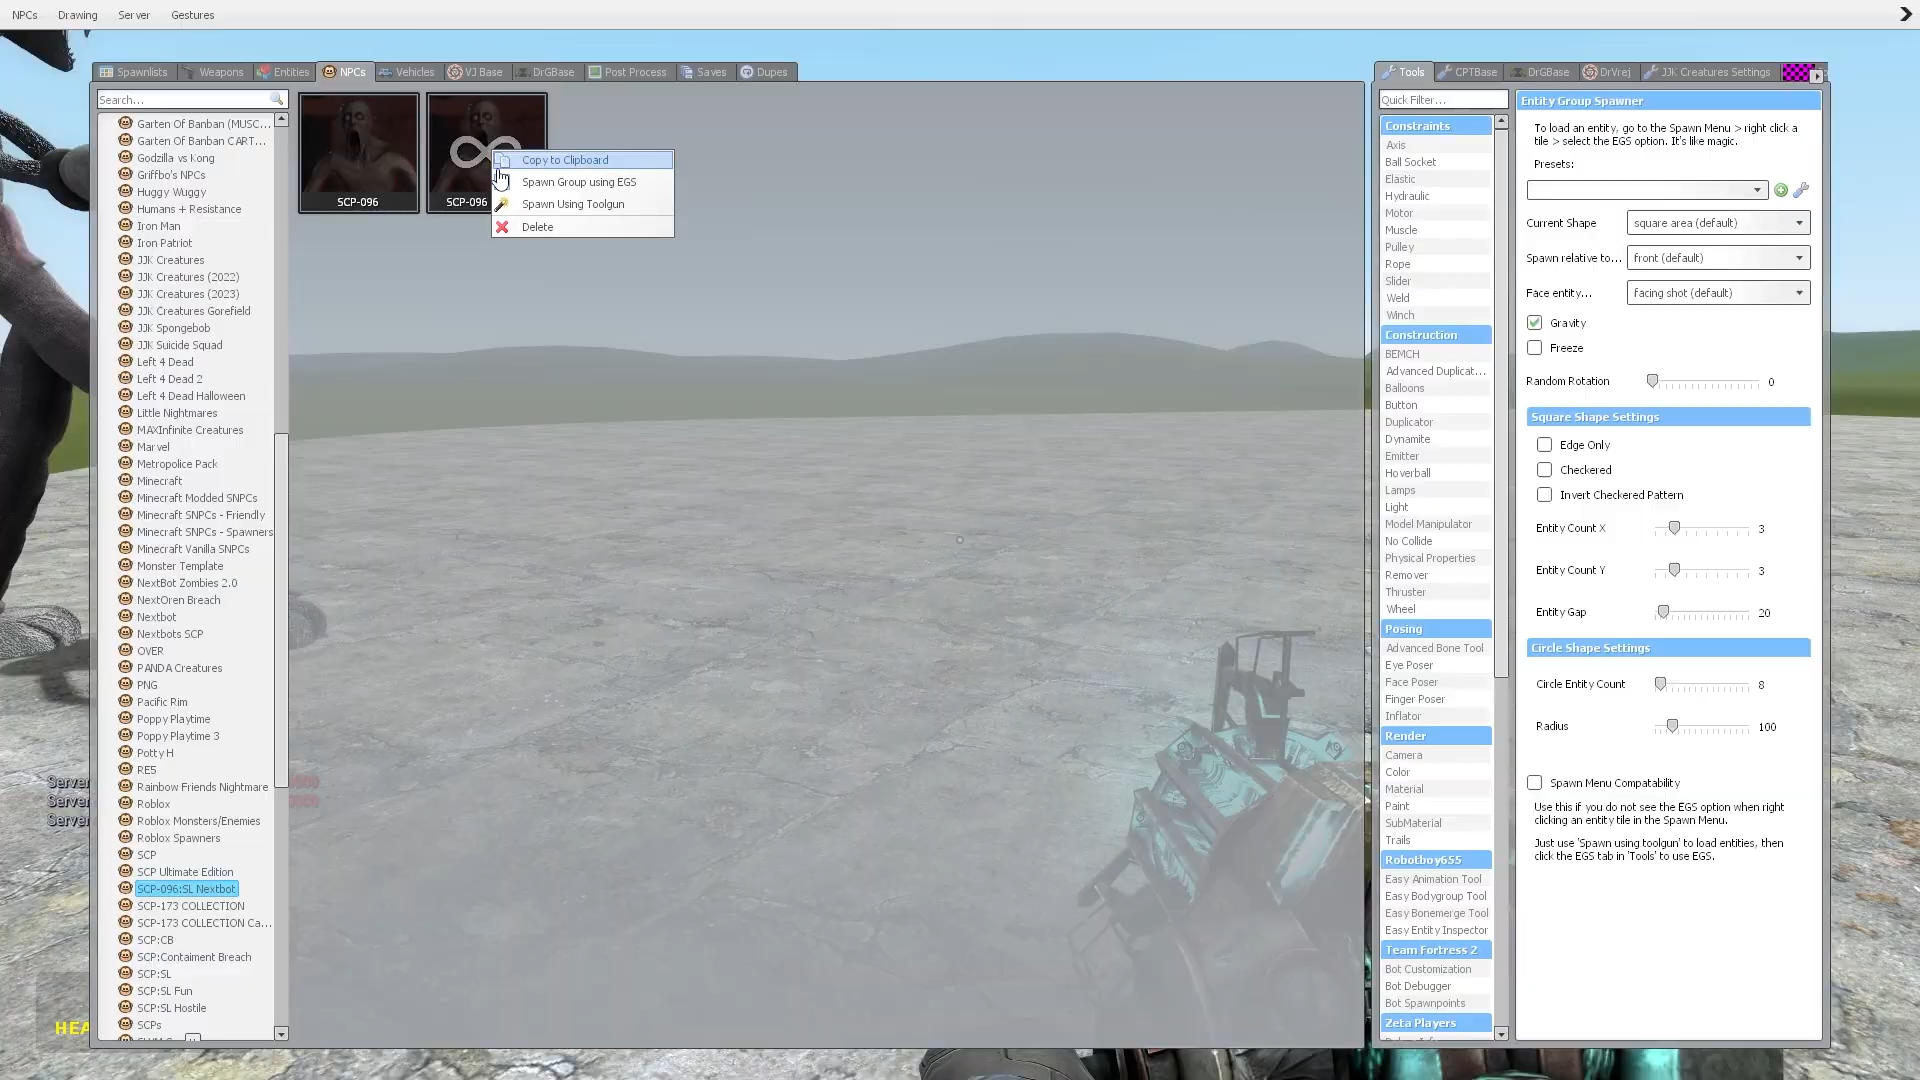 NPCs Drawing Server Gestures
Spawnlists Weapons Entities NPCs Vehicles VJ Base DrGBase Post Process Saves Dupes
Search...
Garten Of Banban (MUSC...
Garten Of Banban CART...
Godzilla vs Kong
Griffbo's NPCs
Huggy Wuggy
Humans + Resistance
Iron Man
Iron Patriot
JJK Creatures
JJK Creatures (2022)
JJK Creatures (2023)
JJK Creatures Gorefield
JJK Spongebob
JJK Suicide Squad
Left 4 Dead
Left 4 Dead 2
Left 4 Dead Halloween
Little Nightmares
MAXInfinite Creatures
Marvel
Metropolice Pack
Minecraft
Minecraft Modded SNPCs
Minecraft SNPCs - Friendly
Minecraft SNPCs - Spawners
Minecraft Vanilla SNPCs
Monster Template
NextBot Zombies 2.0
NextOren Breach
Nextbot
Nextbots SCP
OVER
PANDA Creatures
PNG
Pacific Rim
Poppy Playtime
Poppy Playtime 3
Potty H
RE5
Rainbow Friends Nightmare
Roblox
Roblox Monsters/Enemies
Roblox Spawners
SCP
SCP Ultimate Edition
SCP-096:SL Nextbot
SCP-173 COLLECTION
SCP-173 COLLECTION Ca...
SCP:CB
SCP:Contaiment Breach
SCP:SL
SCP:SL Fun
SCP:SL Hostile
SCPs
Server
Server
Server
HEA
SCP-096
SCP-096
Copy to Clipboard
Spawn Group using EGS
Spawn Using Toolgun
Delete
Tools CPTBase DrGBase DrVrej JJK Creatures Settings
Quick Filter...
Constraints
Axis
Ball Socket
Elastic
Hydraulic
Motor
Muscle
Pulley
Rope
Slider
Weld
Winch
Construction
BEMCH
Advanced Duplicat...
Balloons
Button
Duplicator
Dynamite
Emitter
Hoverball
Lamps
Light
Model Manipulator
No Collide
Physical Properties
Remover
Thruster
Wheel
Posing
Advanced Bone Tool
Eye Poser
Face Poser
Finger Poser
Inflator
Render
Camera
Color
Material
Paint
SubMaterial
Trails
Robotboy655
Easy Animation Tool
Easy Bodygroup Tool
Easy Bonemerge Tool
Easy Entity Inspector
Team Fortress 2
Bot Customization
Bot Debugger
Bot Spawnpoints
Zeta Players
Entity Group Spawner
To load an entity, go to the Spawn Menu > right click a
tile > select the EGS option. It's like magic.
Presets:
Current Shape square area (default)
Spawn relative to... front (default)
Face entity... facing shot (default)
Gravity
Freeze
Random Rotation 0
Square Shape Settings
Edge Only
Checkered
Invert Checkered Pattern
Entity Count X 3
Entity Count Y 3
Entity Gap 20
Circle Shape Settings
Circle Entity Count 8
Radius 100
Spawn Menu Compatability
Use this if you do not see the EGS option when right
clicking an entity tile in the Spawn Menu.
Just use 'Spawn using toolgun' to load entities, then
click the EGS tab in 'Tools' to use EGS.